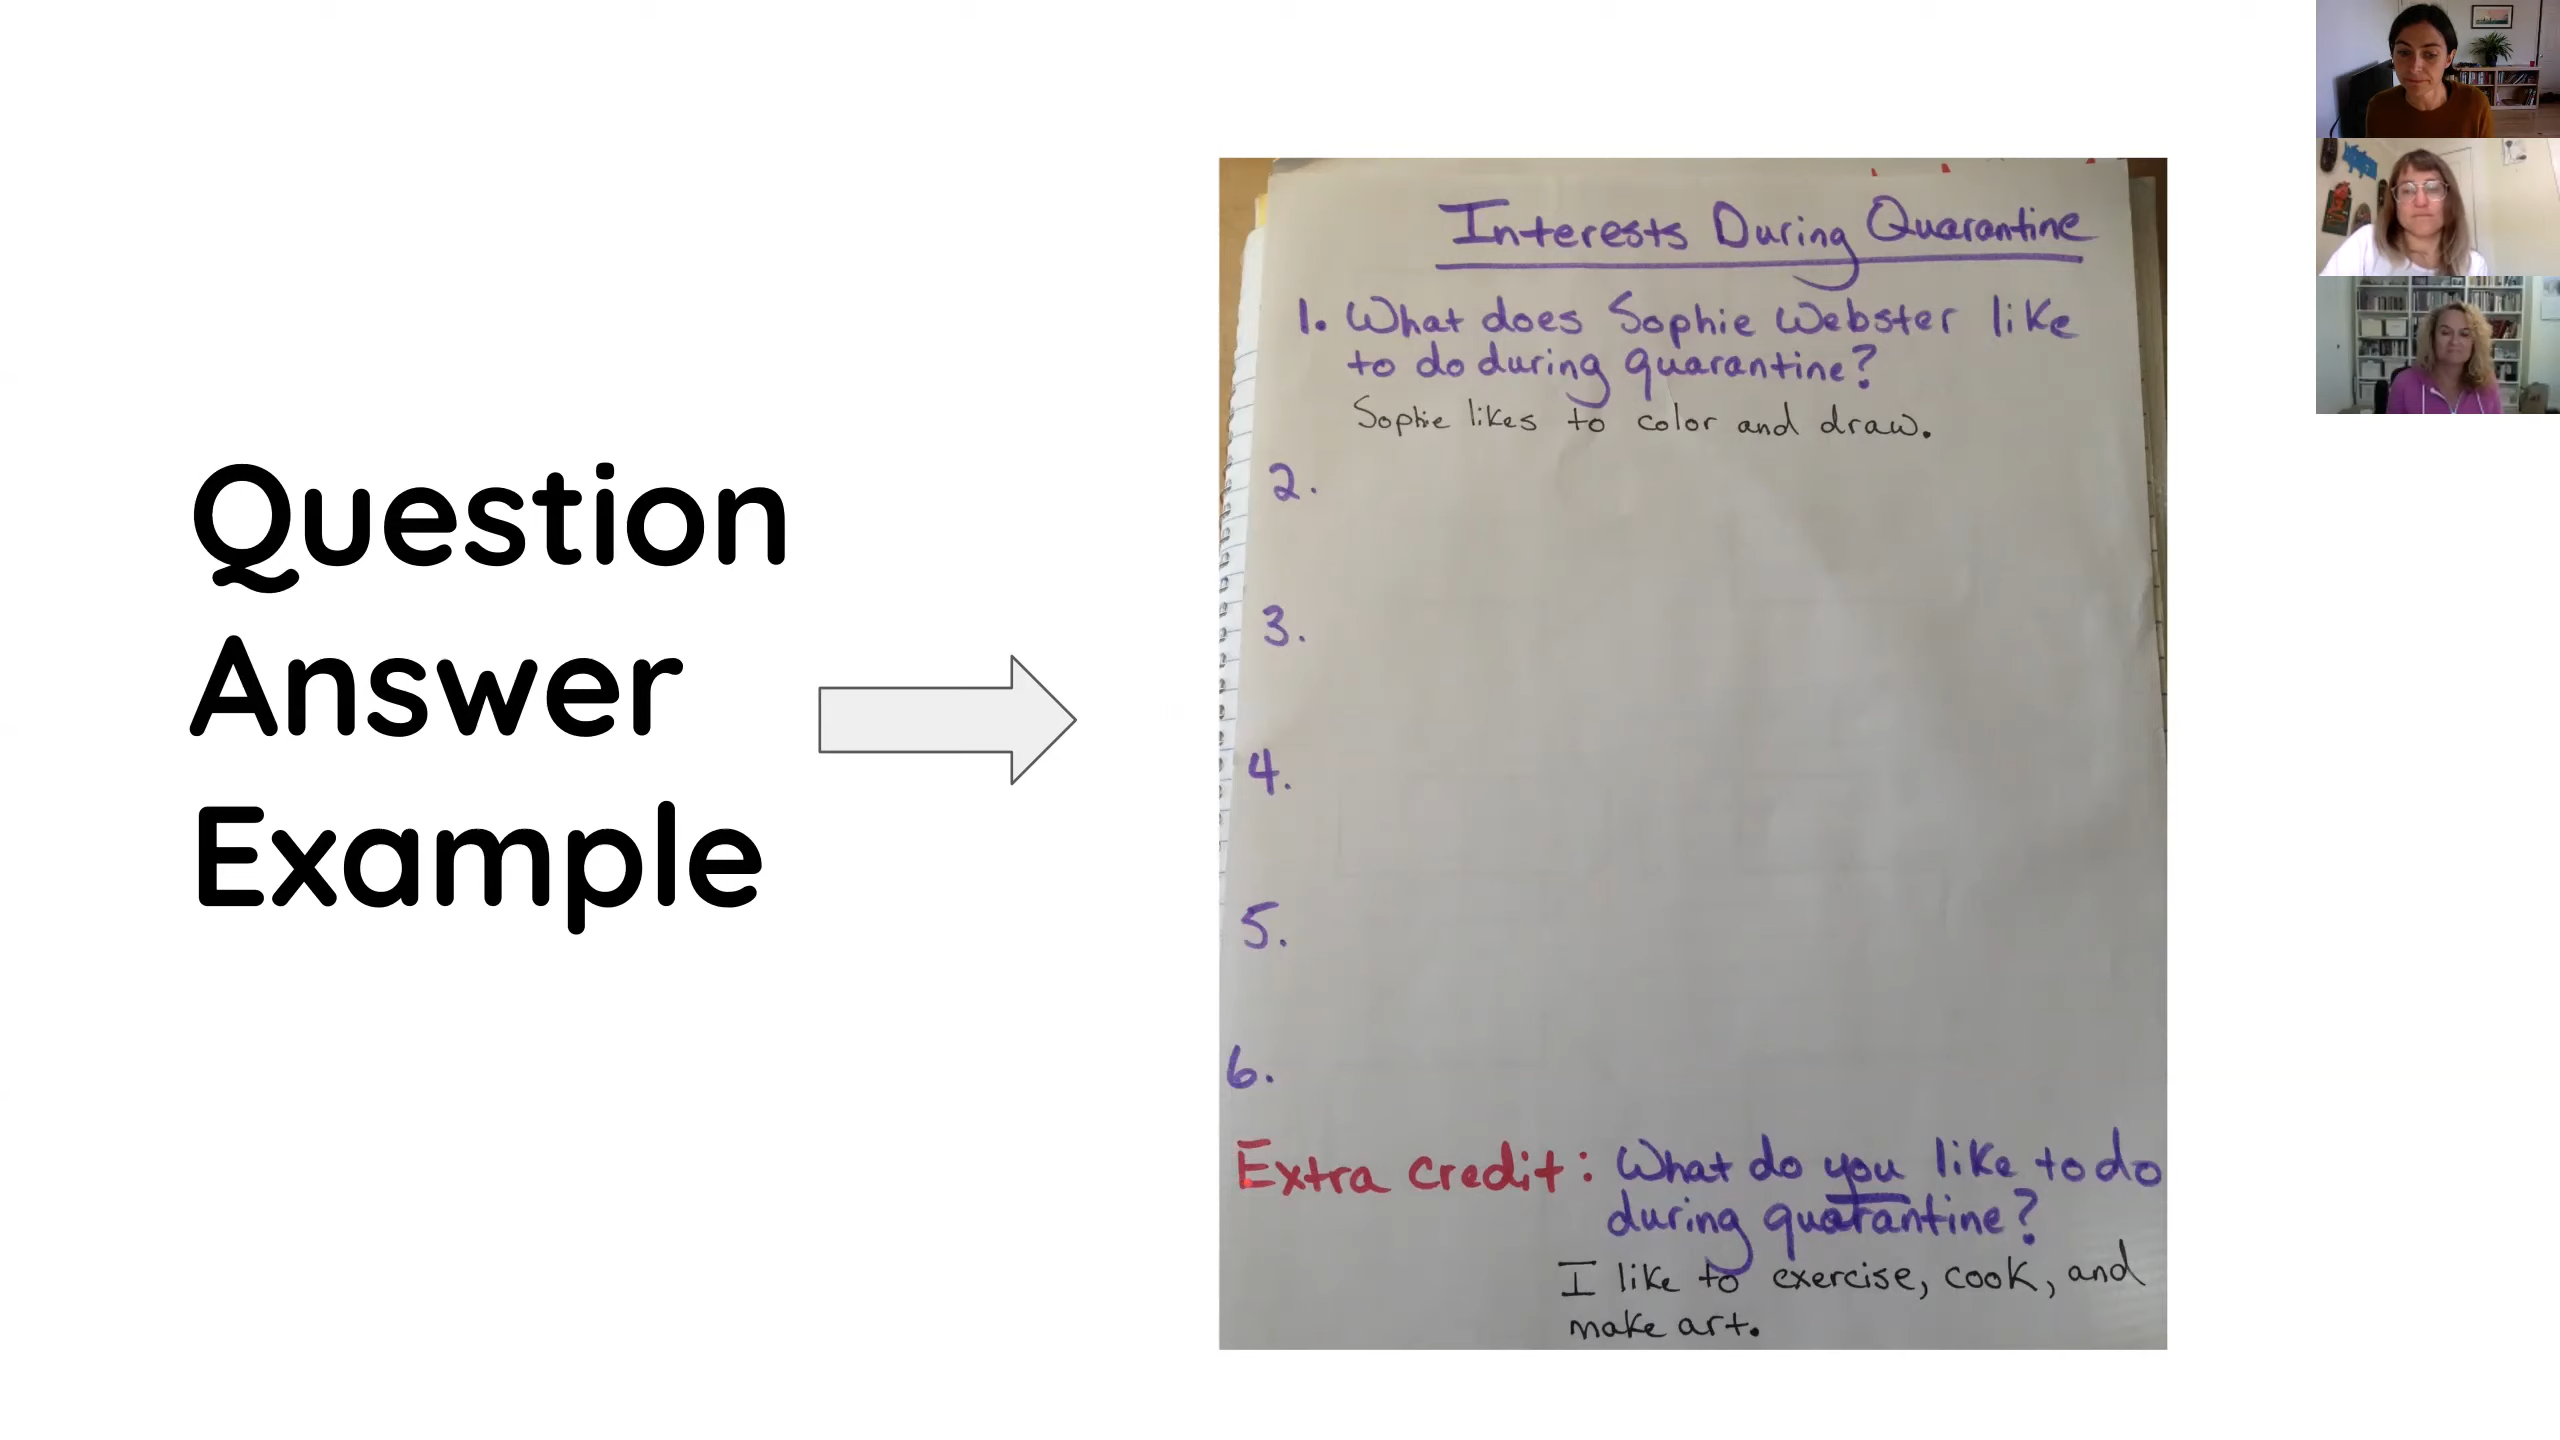 Question
Answer
Example
Interests During Quarantine
1. What does Sophie Webster like
to do during quarantine?
Sophie likes to color and draw.
2.
3.
4.
5.
6.
Extra Credit: What do you like to do
during quarantine?
I like to exercise, cook, and
make art.